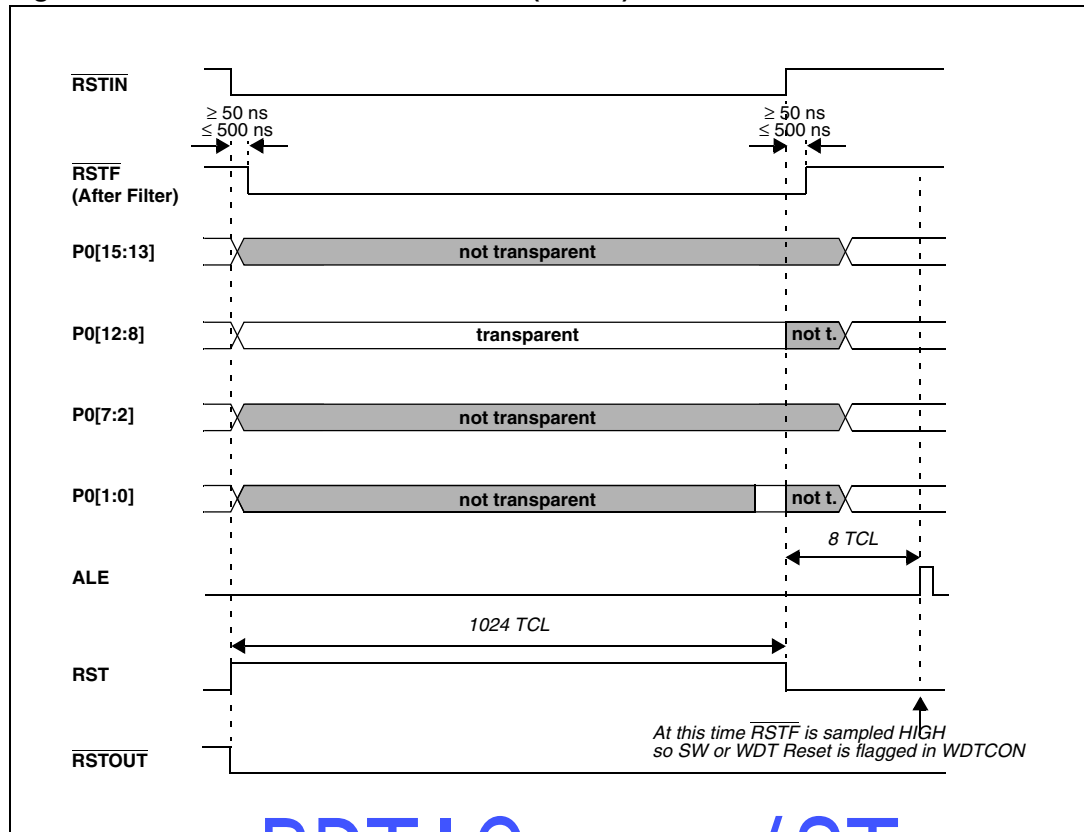 RSTIN
≥ 50 ns
≤ 500 ns
≥ 50 ns
≤ 500 ns
RSTF
(After Filter)
P0[15:13]
not transparent
P0[12:8]
transparent
not t.
P0[7:2]
not transparent
P0[1:0]
not transparent
not t.
8 TCL
ALE
1024 TCL
RST
At this time RSTF is sampled HIGH
so SW or WDT Reset is flagged in WDTCON
RSTOUT